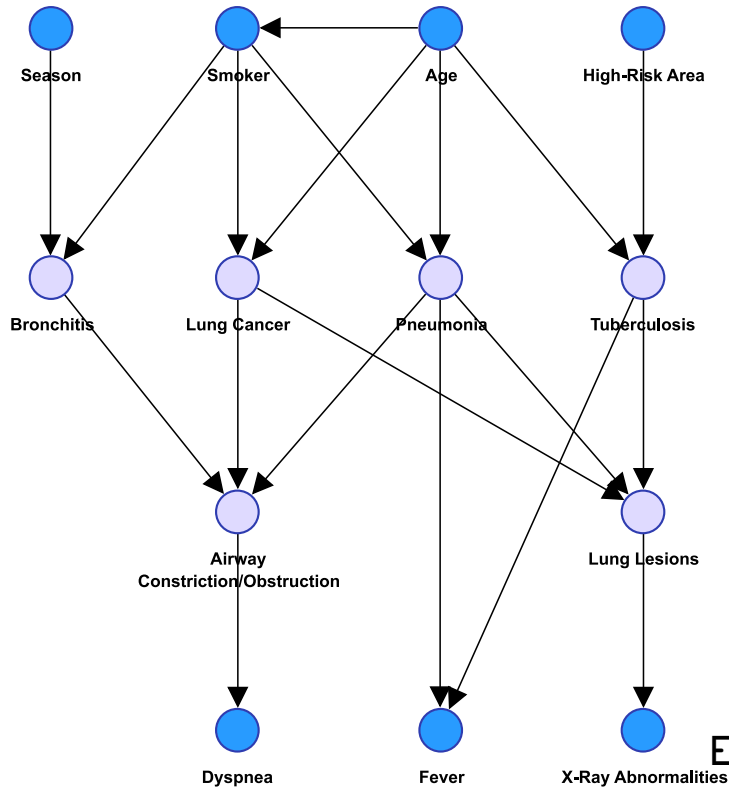 Season Smoker Age High-Risk Area
Bronchitis Lung Cancer Pneumonia Tuberculosis
Airway Lung Lesions
Constriction/Obstruction
E
Dyspnea Fever X-Ray Abnormalities